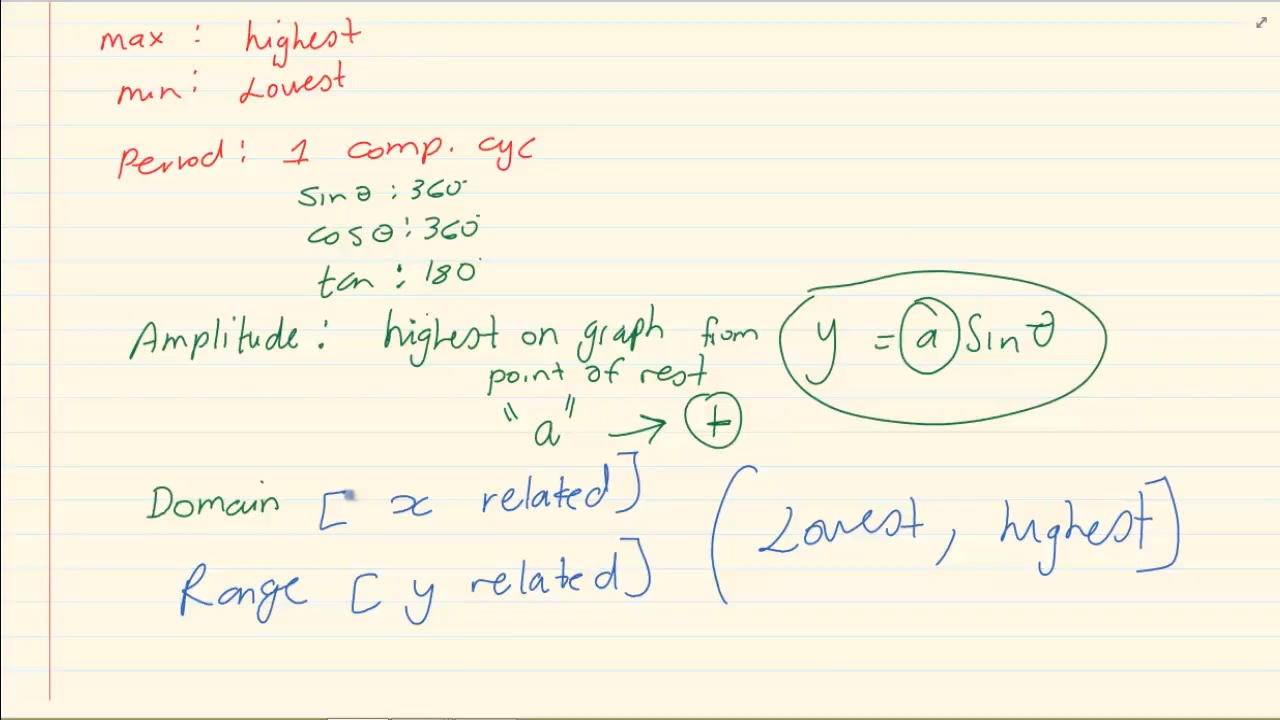 max : highest
min : Lowest
Period : 1 comp. cyc
sin θ : 360°
cos θ : 360°
tan : 180°
Amplitude : highest on graph from
point of rest
y = a Sin θ
"a" → +
Domain [ x related]
Range [ y related]
( Lowest, highest]